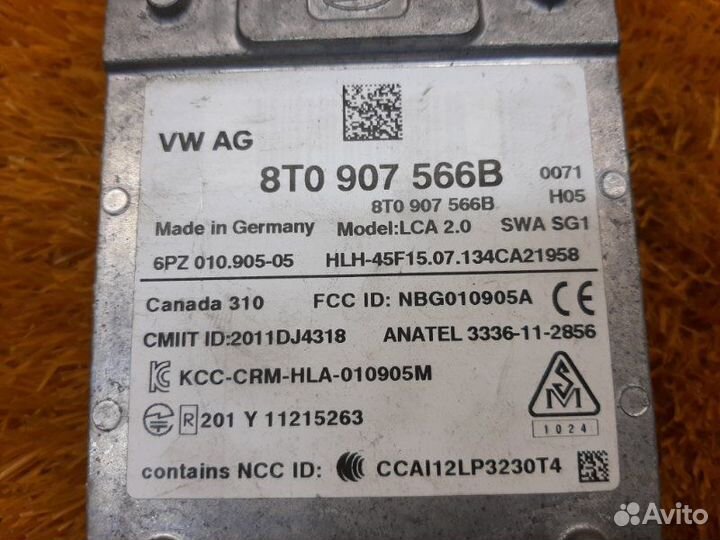 VW AG
8T0 907 566B 0071
8T0 907 566B H05
Made in Germany Model:LCA 2.0 SWA SG1
6PZ 010.905-05 HLH-45F15.07.134CA21958
Canada 310 FCC ID: NBG010905A CE
CMIIT ID:2011DJ4318 ANATEL 3336-11-2856
KCC-CRM-HLA-010905M
R 201 Y 11215263
S M
1024
contains NCC ID: CCAI12LP3230T4
Avito